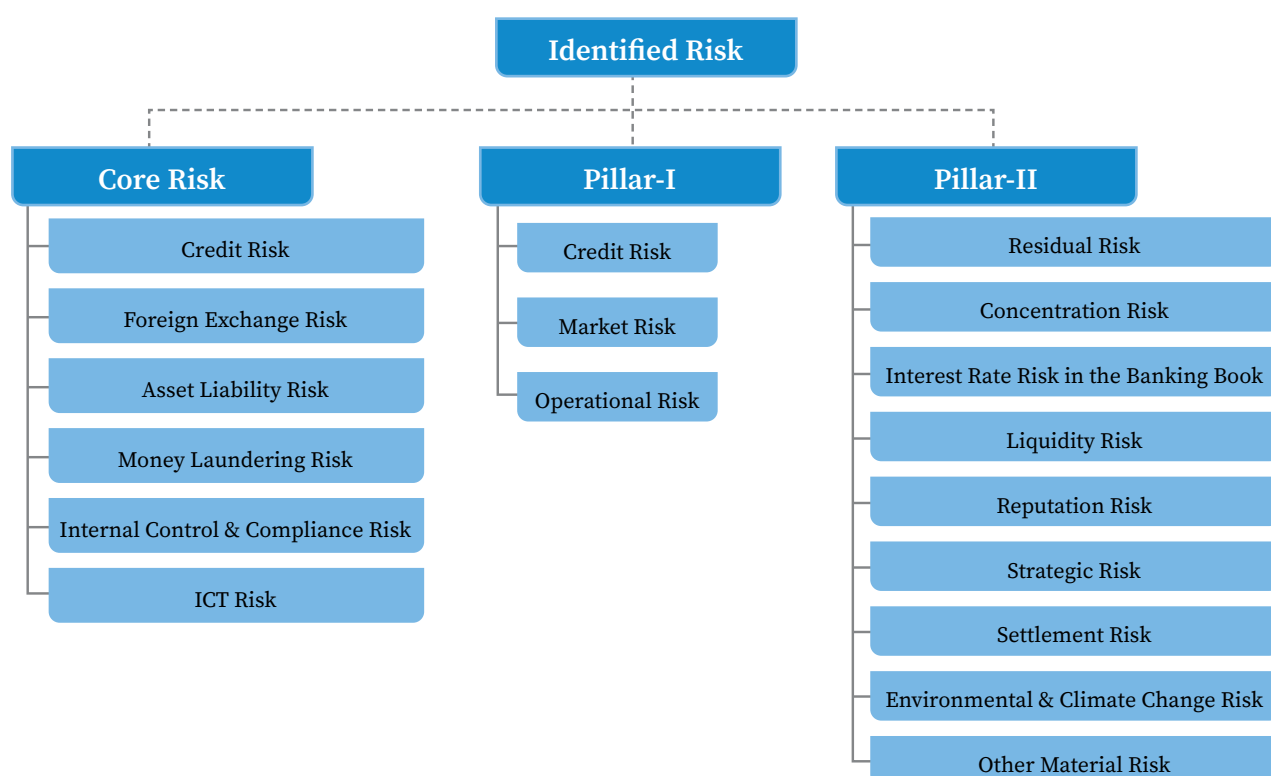 Identified Risk
Core Risk
Credit Risk
Foreign Exchange Risk
Asset Liability Risk
Money Laundering Risk
Internal Control & Compliance Risk
ICT Risk
Pillar-I
Credit Risk
Market Risk
Operational Risk
Pillar-II
Residual Risk
Concentration Risk
Interest Rate Risk in the Banking Book
Liquidity Risk
Reputation Risk
Strategic Risk
Settlement Risk
Environmental & Climate Change Risk
Other Material Risk